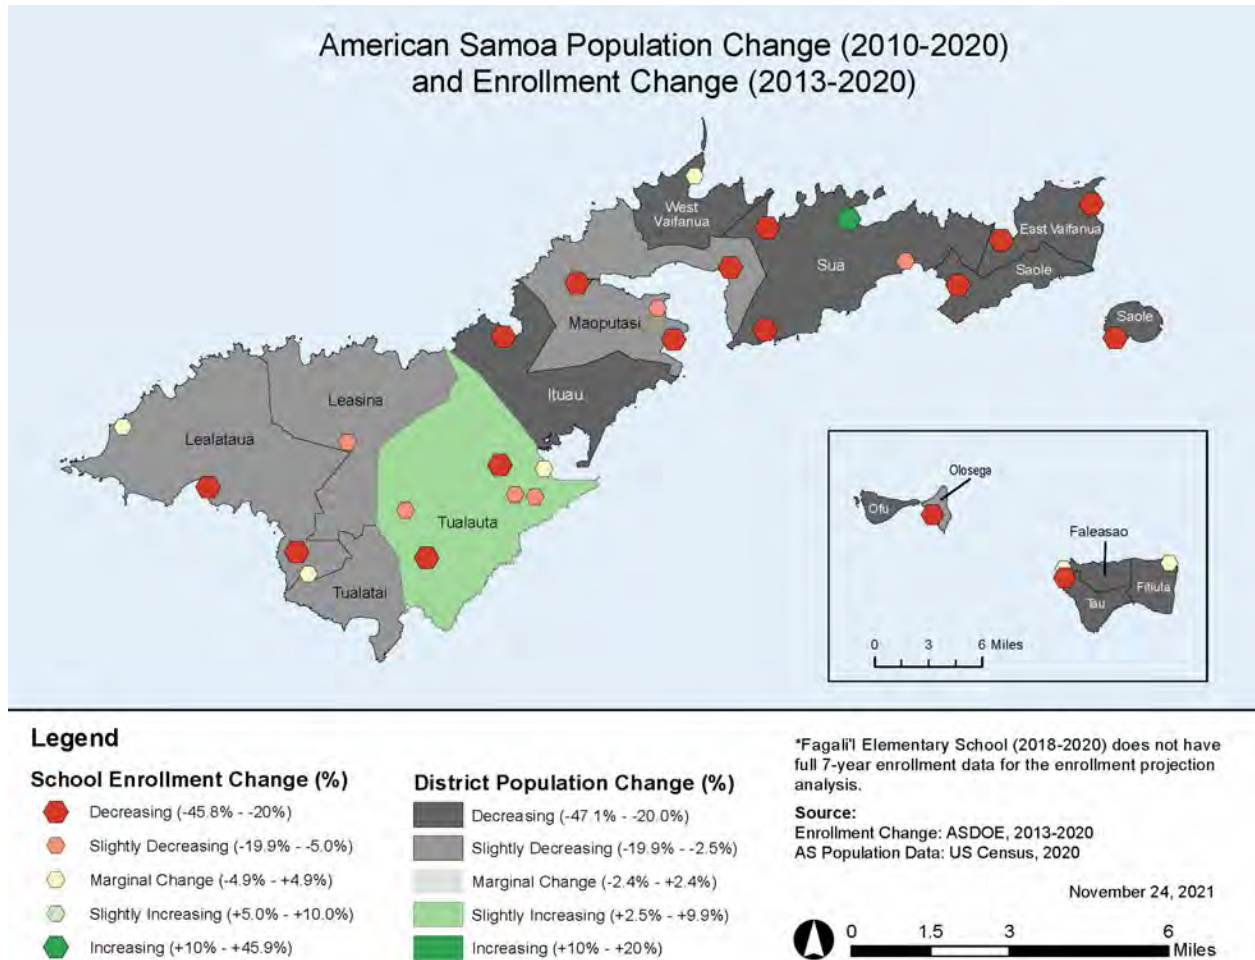 American Samoa Population Change (2010-2020)
and Enrollment Change (2013-2020)
West
Vaifanua
East Vaifanua
Sua
Saole
Saole
Maoputasi
Ituau
Leasina
Lealataua
Tualauta
Tualatai
Olosega
Ofu
Faleasao
Fitiuta
Tau
0 3 6 Miles
Legend
School Enrollment Change (%)
Decreasing (-45.8% - -20%)
Slightly Decreasing (-19.9% - -5.0%)
Marginal Change (-4.9% - +4.9%)
Slightly Increasing (+5.0% - +10.0%)
Increasing (+10% - +45.9%)
District Population Change (%)
Decreasing (-47.1% - -20.0%)
Slightly Decreasing (-19.9% - -2.5%)
Marginal Change (-2.4% - +2.4%)
Slightly Increasing (+2.5% - +9.9%)
Increasing (+10% - +20%)
*Fagali'I Elementary School (2018-2020) does not have
full 7-year enrollment data for the enrollment projection
analysis.
Source:
Enrollment Change: ASDOE, 2013-2020
AS Population Data: US Census, 2020
November 24, 2021
0 1.5 3 6
Miles